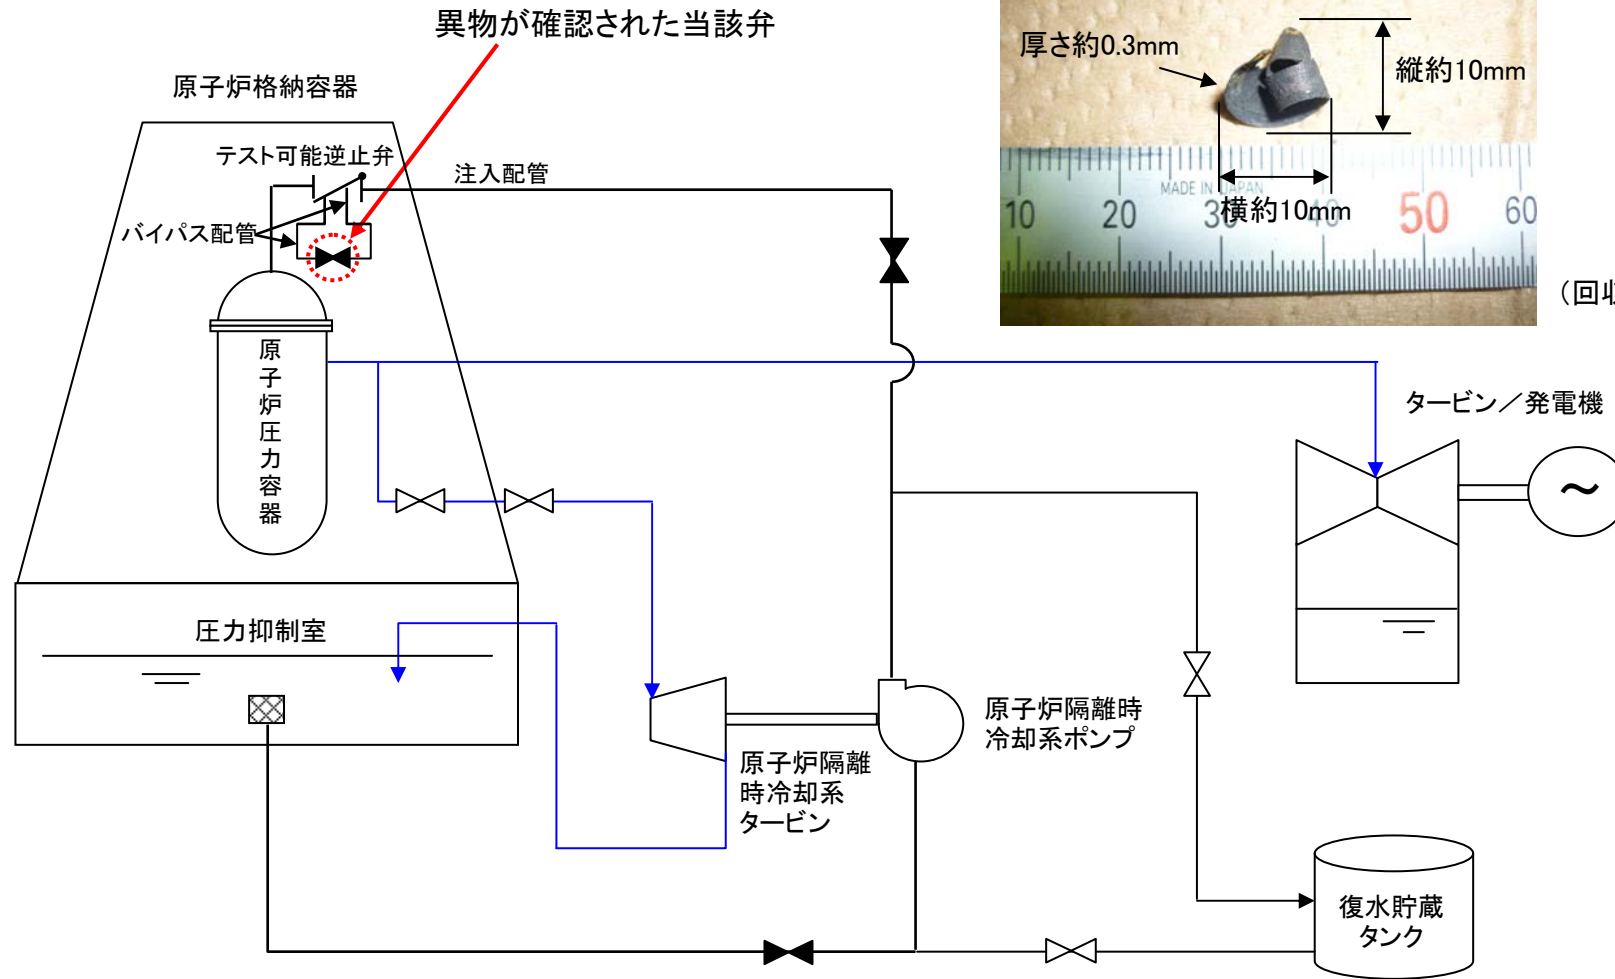 異物が確認された当該弁
原子炉格納容器
テスト可能逆止弁
注入配管
バイパス配管
原子炉圧力容器
圧力抑制室
原子炉隔離
時冷却系
タービン
原子炉隔離時
冷却系ポンプ
タービン／発電機
～
復水貯蔵
タンク
厚さ約0.3mm
縦約10mm
横約10mm
MADE IN JAPAN
10 20 30 40 50 60
（回収